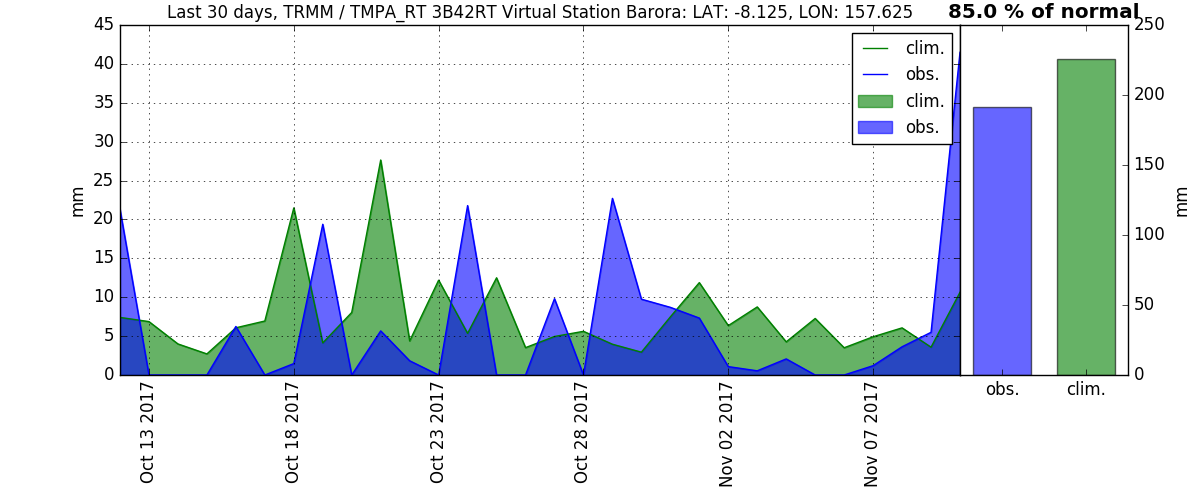 Last 30 days, TRMM / TMPA_RT 3B42RT Virtual Station Barora: LAT: -8.125, LON: 157.625
85.0 % of normal
45
40
35
30
25
20
15
10
5
0
mm
clim.
obs.
clim.
obs.
Oct 13 2017
Oct 18 2017
Oct 23 2017
Oct 28 2017
Nov 02 2017
Nov 07 2017
250
200
150
100
50
0
mm
obs.
clim.